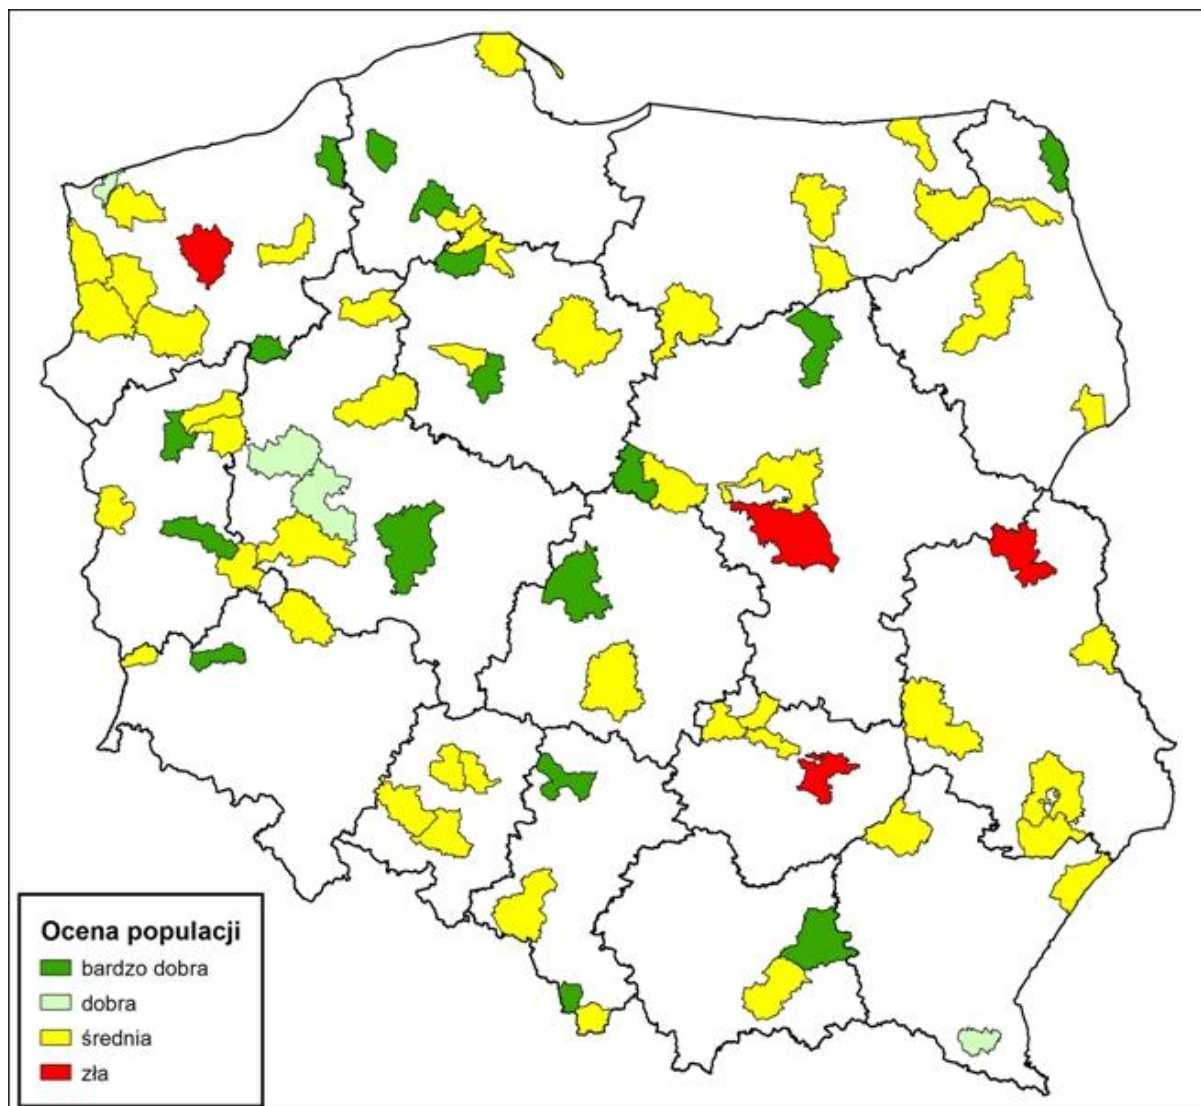 Ocena populacji
bardzo dobra
dobra
średnia
zła